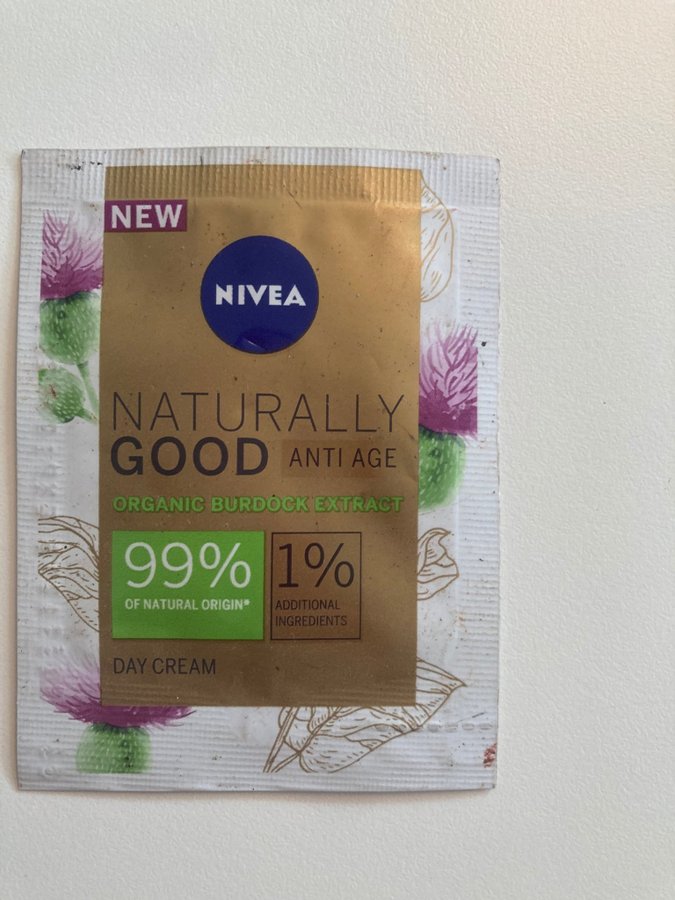 NEW
NIVEA
NATURALLY
GOOD ANTI AGE
ORGANIC BURDOCK EXTRACT
99% 1%
OF NATURAL ORIGIN* ADDITIONAL
INGREDIENTS
DAY CREAM